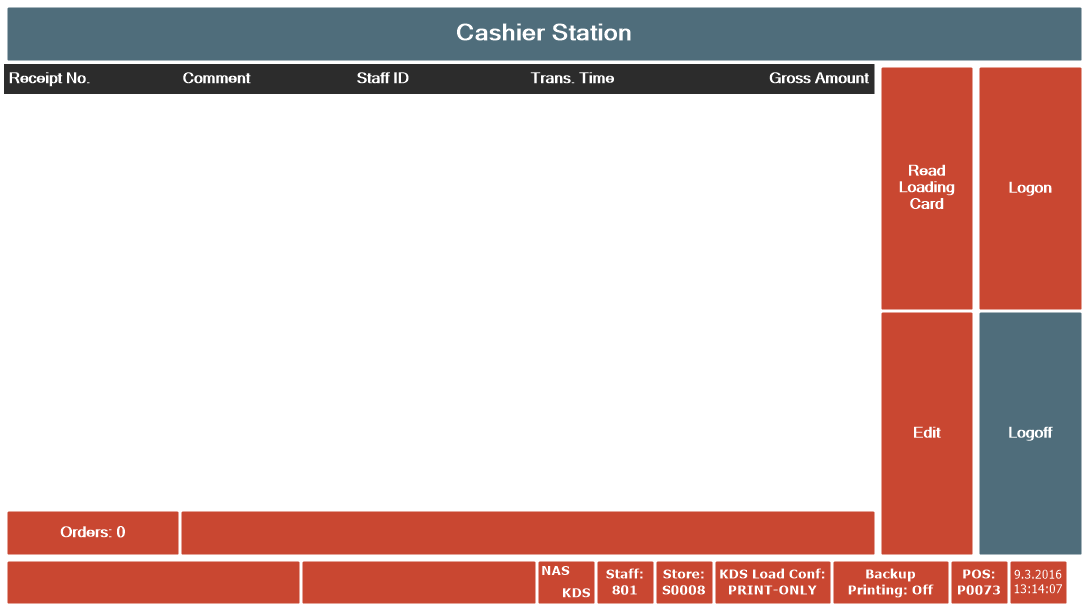 Cashier Station
Receipt No. Comment Staff ID Trans. Time Gross Amount
Read
Loading
Card
Logon
Edit
Logoff
Orders: 0
NAS
KDS
Staff:
801
Store:
S0008
KDS Load Conf:
PRINT-ONLY
Backup
Printing: Off
POS:
P0073
9.3.2016
13:14:07